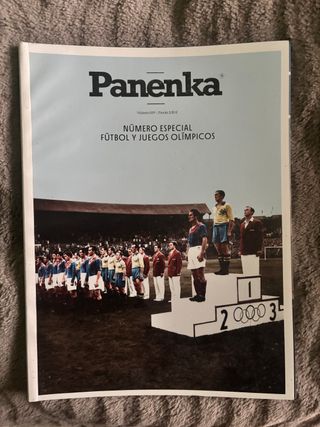 Panenka
NÚMERO ESPECIAL
FÚTBOL Y JUEGOS OLÍMPICOS
1
2 3